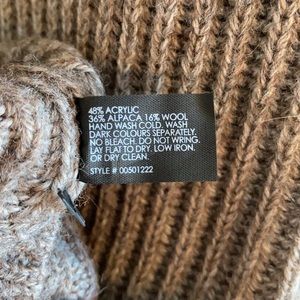 48% ACRYLIC
36% ALPACA 16% WOOL
HAND WASH COLD. WASH
DARK COLOURS SEPARATELY.
NO BLEACH. DO NOT WRING.
LAY FLAT TO DRY. LOW IRON.
OR DRY CLEAN.
STYLE # 00501222